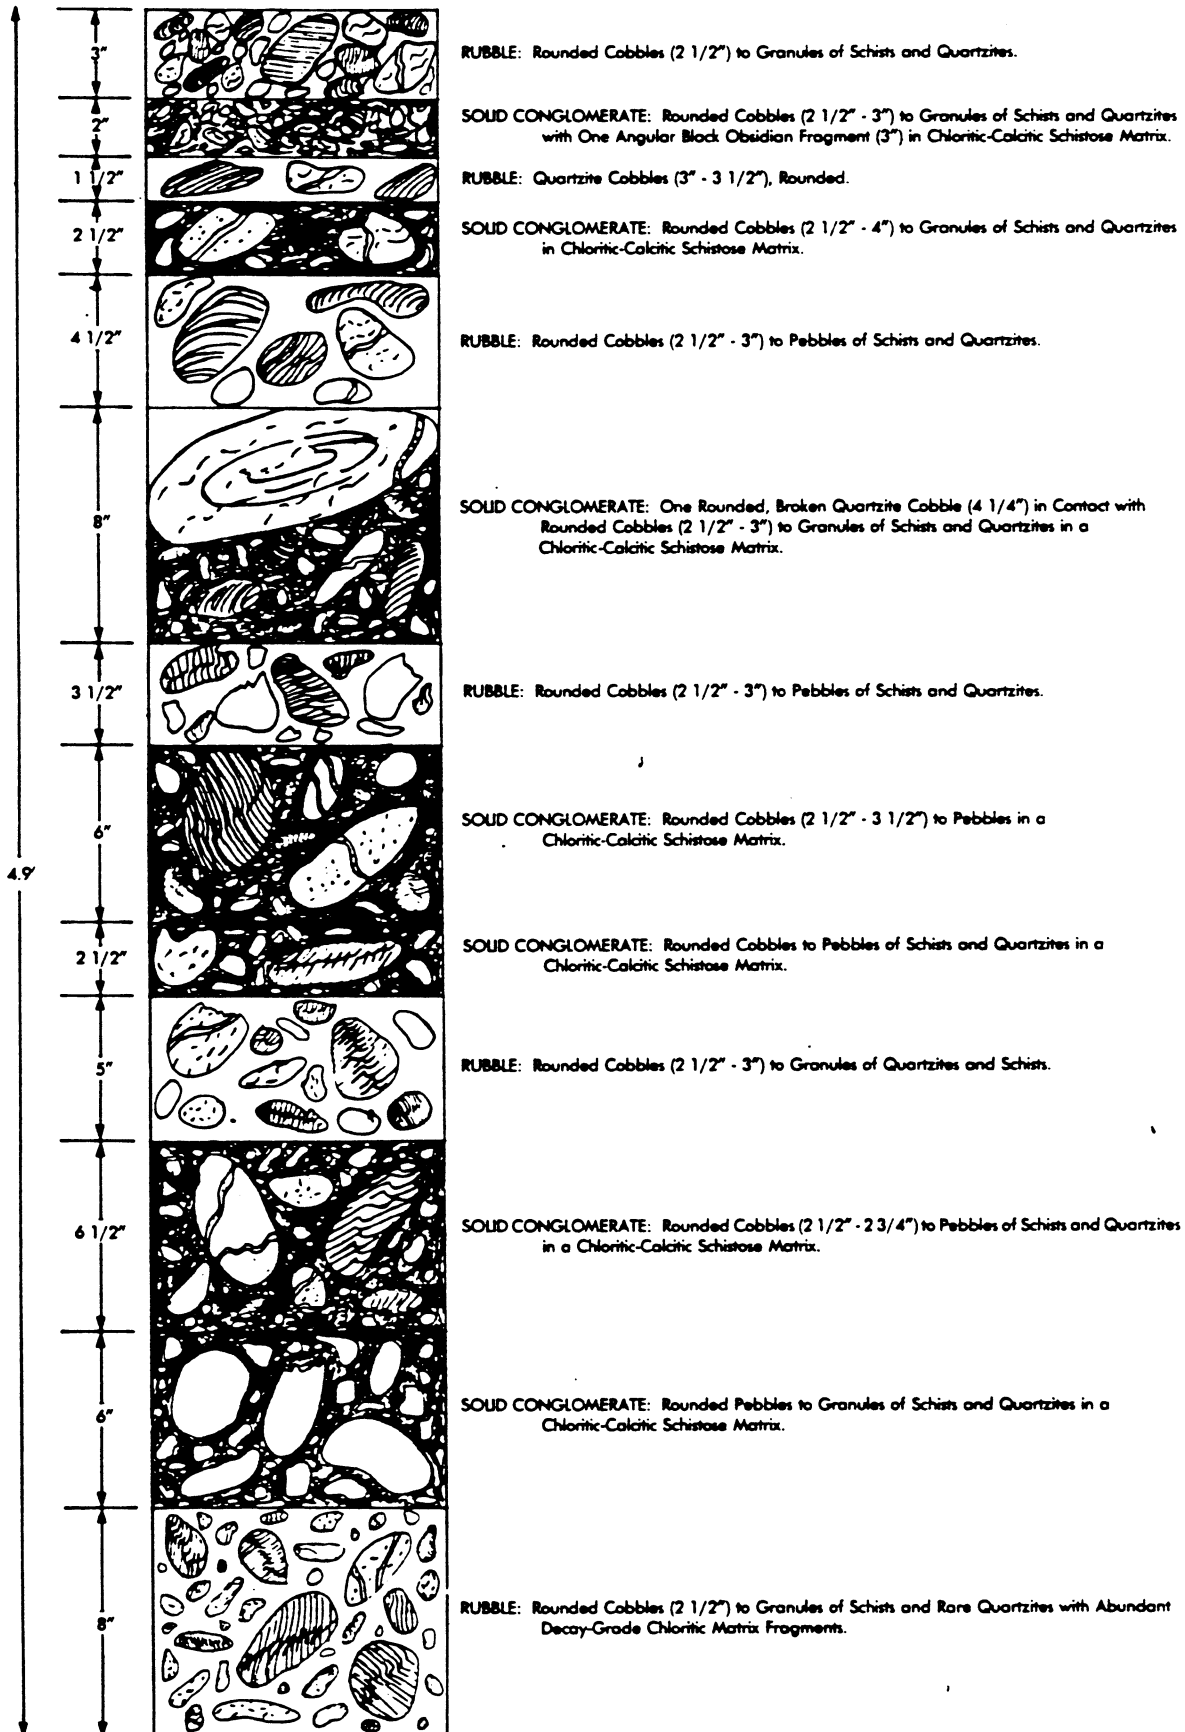 3"
RUBBLE: Rounded Cobbles (2 1/2") to Granules of Schists and Quartzites.
2"
SOLID CONGLOMERATE: Rounded Cobbles (2 1/2" - 3") to Granules of Schists and Quartzites
with One Angular Block Obsidian Fragment (3") in Chloritic-Calcitic Schistose Matrix.
1 1/2"
RUBBLE: Quartzite Cobbles (3" - 3 1/2"), Rounded.
2 1/2"
SOLID CONGLOMERATE: Rounded Cobbles (2 1/2" - 4") to Granules of Schists and Quartzites
in Chloritic-Calcitic Schistose Matrix.
4 1/2"
RUBBLE: Rounded Cobbles (2 1/2" - 3") to Pebbles of Schists and Quartzites.
8"
SOLID CONGLOMERATE: One Rounded, Broken Quartzite Cobble (4 1/4") in Contact with
Rounded Cobbles (2 1/2" - 3") to Granules of Schists and Quartzites in a
Chloritic-Calcitic Schistose Matrix.
3 1/2"
RUBBLE: Rounded Cobbles (2 1/2" - 3") to Pebbles of Schists and Quartzites.
6"
SOLID CONGLOMERATE: Rounded Cobbles (2 1/2" - 3 1/2") to Pebbles in a
Chloritic-Calcitic Schistose Matrix.
4.9'
2 1/2"
SOLID CONGLOMERATE: Rounded Cobbles to Pebbles of Schists and Quartzites in a
Chloritic-Calcitic Schistose Matrix.
5"
RUBBLE: Rounded Cobbles (2 1/2" - 3") to Granules of Quartzites and Schists.
6 1/2"
SOLID CONGLOMERATE: Rounded Cobbles (2 1/2" - 2 3/4") to Pebbles of Schists and Quartzites
in a Chloritic-Calcitic Schistose Matrix.
6"
SOLID CONGLOMERATE: Rounded Pebbles to Granules of Schists and Quartzites in a
Chloritic-Calcitic Schistose Matrix.
8"
RUBBLE: Rounded Cobbles (2 1/2") to Granules of Schists and Rare Quartzites with Abundant
Decay-Grade Chloritic Matrix Fragments.